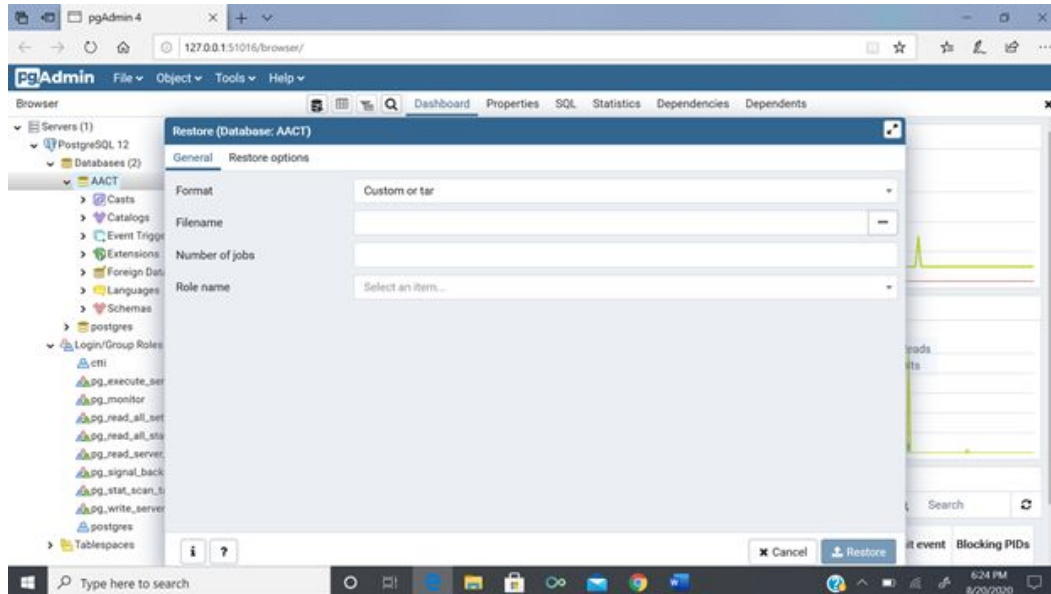 pgAdmin 4
127.0.0.1:51016/browser/
pgAdmin File Object Tools Help
Browser Dashboard Properties SQL Statistics Dependencies Dependents
Servers (1)
PostgreSQL 12
Databases (2)
AACT
Casts
Catalogs
Event Trigge
Extensions
Foreign Dat
Languages
Schemas
postgres
Login/Group Roles
ctti
pg_execute_ser
pg_monitor
pg_read_all_set
pg_read_all_sta
pg_read_server
pg_signal_back
pg_stat_scan_t
pg_write_server
postgres
Tablespaces
Restore (Database: AACT)
General Restore options
Format Custom or tar
Filename
Number of jobs
Role name Select an item...
i ? Cancel Restore
Search
it event Blocking PIDs
Type here to search
6:24 PM
8/20/2020